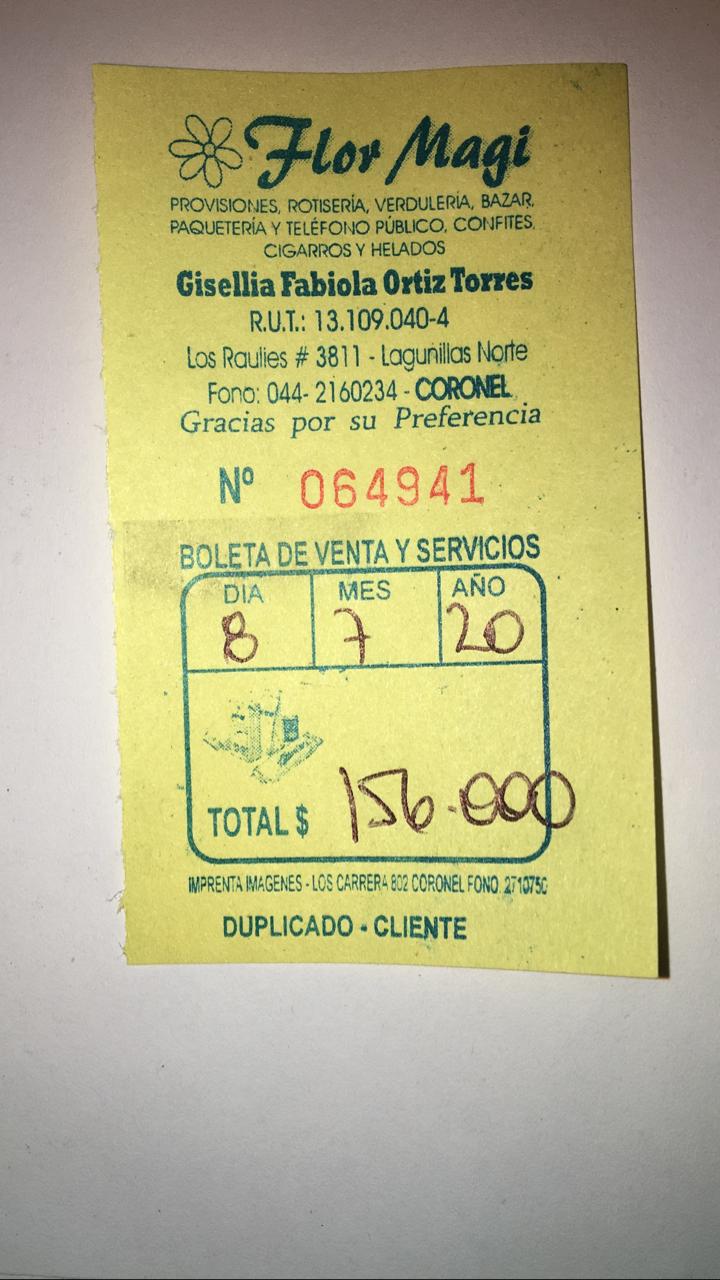 Flor Magi
PROVISIONES, ROTISERÍA, VERDULERÍA, BAZAR,
PAQUETERÍA Y TELÉFONO PÚBLICO, CONFITES,
CIGARROS Y HELADOS
Gisellia Fabiola Ortiz Torres
R.U.T.: 13.109.040-4
Los Raulies # 3811 - Lagunillas Norte
Fono: 044- 2160234 - CORONEL
Gracias por su Preferencia
Nº 064941
BOLETA DE VENTA Y SERVICIOS
DIA MES AÑO
8 7 20
TOTAL $ 156.000
IMPRENTA IMAGENES - LOS CARRERA 802 CORONEL FONO. 2710750
DUPLICADO - CLIENTE